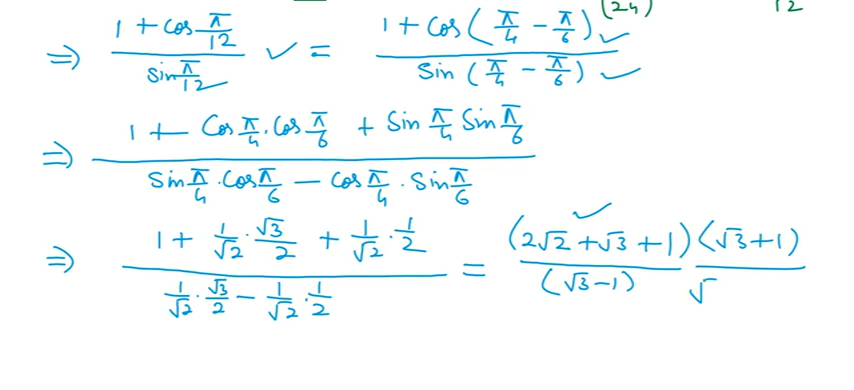 (24) 12
⇒ (1 + cos π/12)/(sin π/12) ✓ = (1 + cos(π/4 − π/6))/(sin(π/4 − π/6)) ✓ ✓
⇒ (1 + cos π/4 . cos π/6 + sin π/4 sin π/6)/(sin π/4 . cos π/6 − cos π/4 . sin π/6)
⇒ (1 + 1/√2 . √3/2 + 1/√2 . 1/2)/(1/√2 . √3/2 − 1/√2 . 1/2) = (2√2 + √3 + 1)/(√3−1) (√3+1)/√ ✓